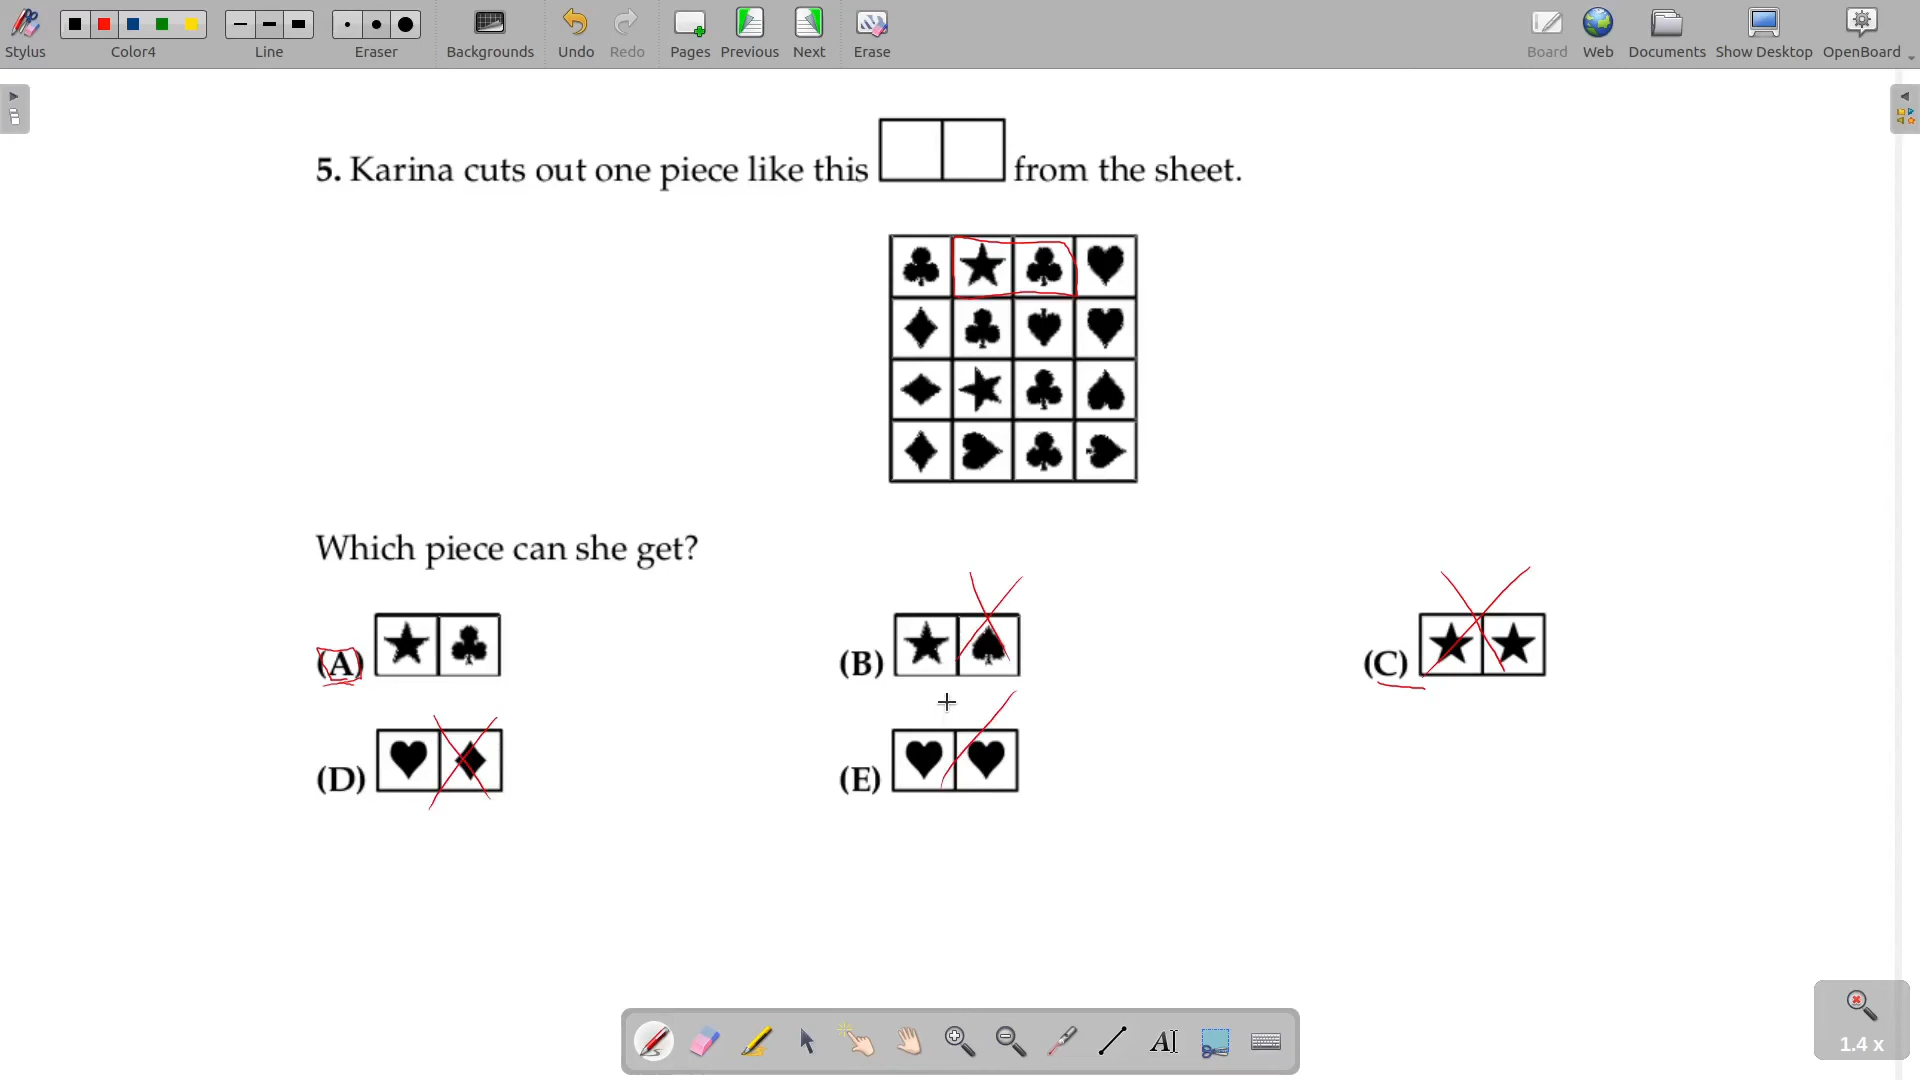 Stylus Color4 Line Eraser Backgrounds Undo Redo Pages Previous Next Erase Board Web Documents Show Desktop OpenBoard
5. Karina cuts out one piece like this from the sheet.
Which piece can she get?
(A) (B) (C)
(D) (E)
AI
1.4 x